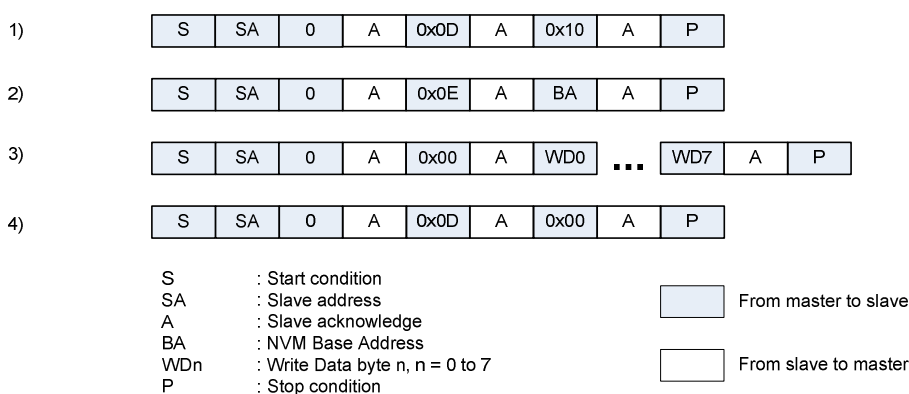 1) S SA 0 A 0x0D A 0x10 A P
2) S SA 0 A 0x0E A BA A P
3) S SA 0 A 0x00 A WD0 ... WD7 A P
4) S SA 0 A 0x0D A 0x00 A P
S : Start condition
SA : Slave address
A : Slave acknowledge
BA : NVM Base Address
WDn : Write Data byte n, n = 0 to 7
P : Stop condition
From master to slave
From slave to master